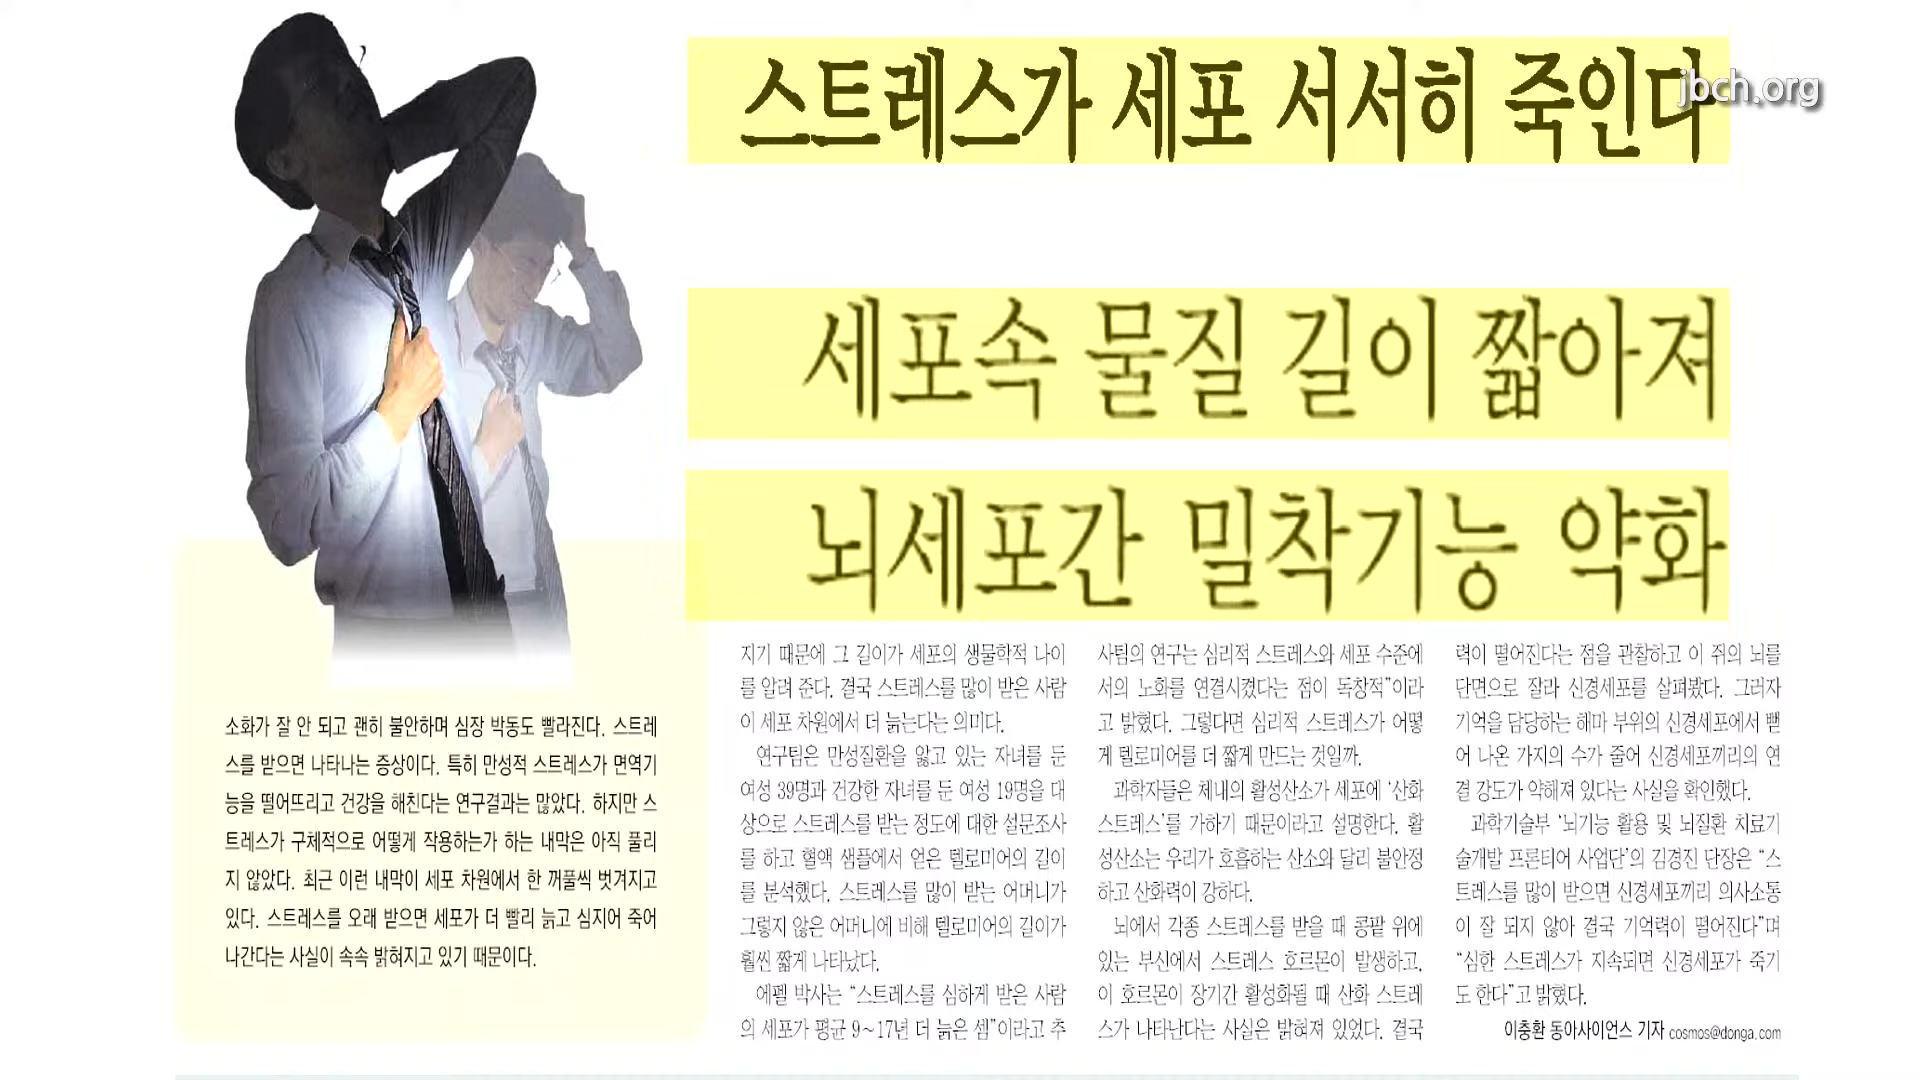 스트레스가 세포 서서히 죽인다
jbch.org
세포속 물질 길이 짧아져
뇌세포간 밀착기능 약화
소화가 잘 안 되고 괜히 불안하며 심장 박동도 빨라진다. 스트레
스를 받으면 나타나는 증상이다. 특히 만성적 스트레스가 면역기
능을 떨어뜨리고 건강을 해친다는 연구결과는 많았다. 하지만 스
트레스가 구체적으로 어떻게 작용하는가 하는 내막은 아직 풀리
지 않았다. 최근 이런 내막이 세포 차원에서 한 꺼풀씩 벗겨지고
있다. 스트레스를 오래 받으면 세포가 더 빨리 늙고 심지어 죽어
나간다는 사실이 속속 밝혀지고 있기 때문이다.
지기 때문에 그 길이가 세포의 생물학적 나이
를 알려 준다. 결국 스트레스를 많이 받은 사람
이 세포 차원에서 더 늙는다는 의미다.
연구팀은 만성질환을 앓고 있는 자녀를 둔
여성 39명과 건강한 자녀를 둔 여성 19명을 대
상으로 스트레스를 받는 정도에 대한 설문조사
를 하고 혈액 샘플에서 얻은 텔로미어의 길이
를 분석했다. 스트레스를 많이 받는 어머니가
그렇지 않은 어머니에 비해 텔로미어의 길이가
훨씬 짧게 나타났다.
에펠 박사는 “스트레스를 심하게 받은 사람
의 세포가 평균 9∼17년 더 늙은 셈”이라고 추
사팀의 연구는 심리적 스트레스와 세포 수준에
서의 노화를 연결시켰다는 점이 독창적”이라
고 밝혔다. 그렇다면 심리적 스트레스가 어떻
게 텔로미어를 더 짧게 만드는 것일까.
과학자들은 체내의 활성산소가 세포에 ‘산화
스트레스’를 가하기 때문이라고 설명한다. 활
성산소는 우리가 호흡하는 산소와 달리 불안정
하고 산화력이 강하다.
뇌에서 각종 스트레스를 받을 때 콩팥 위에
있는 부신에서 스트레스 호르몬이 발생하고,
이 호르몬이 장기간 활성화될 때 산화 스트레
스가 나타난다는 사실은 밝혀져 있었다. 결국
력이 떨어진다는 점을 관찰하고 이 쥐의 뇌를
단면으로 잘라 신경세포를 살펴봤다. 그러자
기억을 담당하는 해마 부위의 신경세포에서 뻗
어 나온 가지의 수가 줄어 신경세포끼리의 연
결 강도가 약해져 있다는 사실을 확인했다.
과학기술부 ‘뇌기능 활용 및 뇌질환 치료기
술개발 프론티어 사업단’의 김경진 단장은 “스
트레스를 많이 받으면 신경세포끼리 의사소통
이 잘 되지 않아 결국 기억력이 떨어진다”며
“심한 스트레스가 지속되면 신경세포가 죽기
도 한다”고 밝혔다.
이충환 동아사이언스 기자 cosmos@donga.com